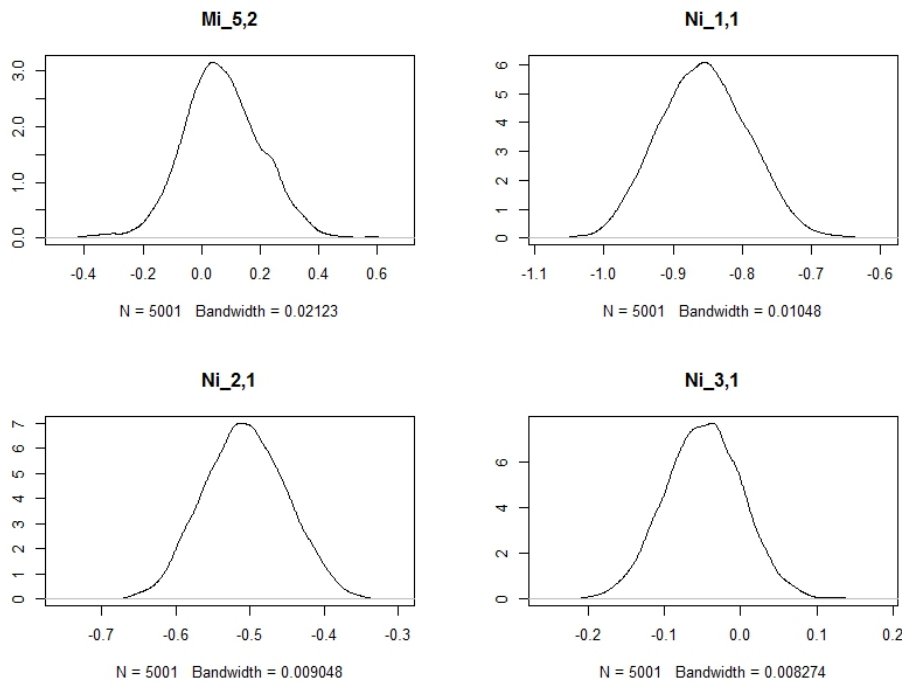 Mi_5,2
3.0
2.0
1.0
0.0
-0.4 -0.2 0.0 0.2 0.4 0.6
N = 5001 Bandwidth = 0.02123
Ni_1,1
6
5
4
3
2
1
0
-1.1 -1.0 -0.9 -0.8 -0.7 -0.6
N = 5001 Bandwidth = 0.01048
Ni_2,1
7
6
5
4
3
2
1
0
-0.7 -0.6 -0.5 -0.4 -0.3
N = 5001 Bandwidth = 0.009048
Ni_3,1
6
4
2
0
-0.2 -0.1 0.0 0.1 0.2
N = 5001 Bandwidth = 0.008274